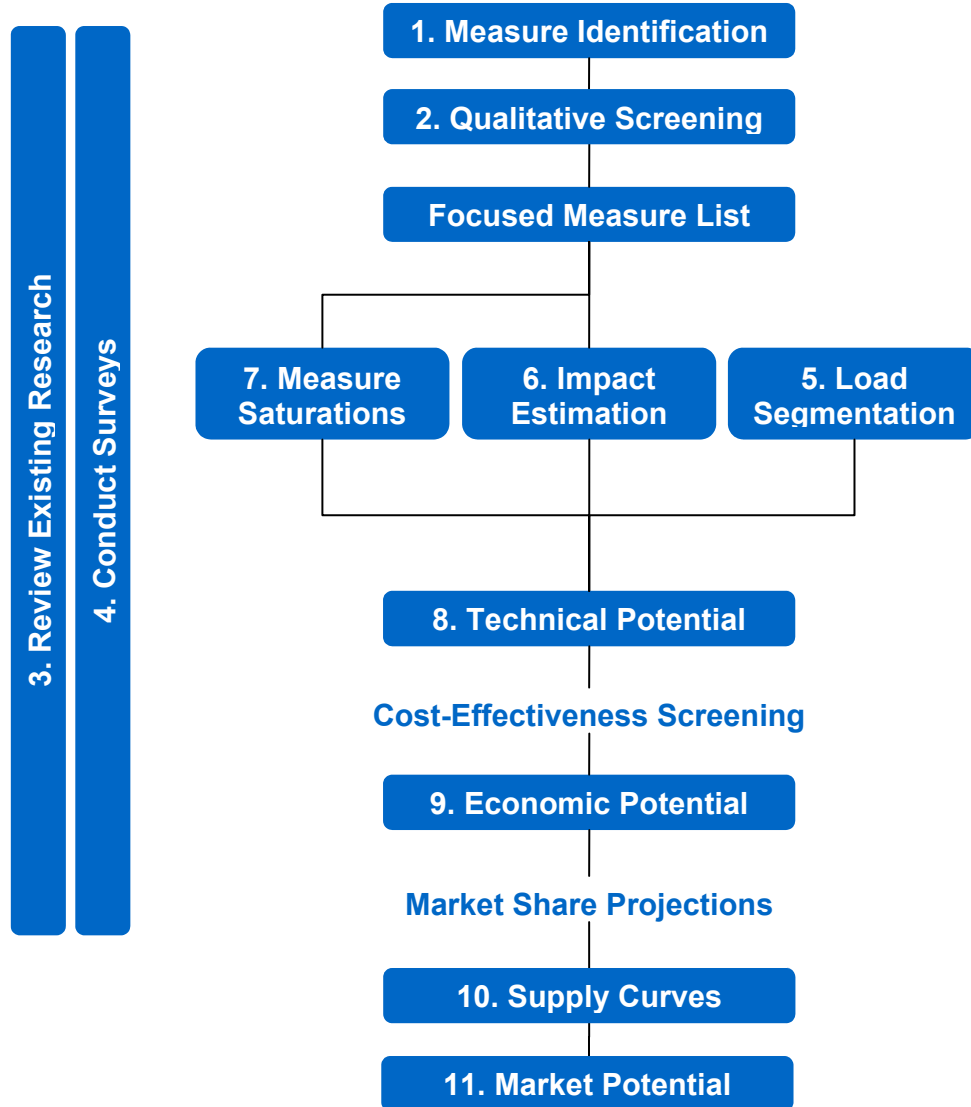 1. Measure Identification
2. Qualitative Screening
Focused Measure List
3. Review Existing Research
4. Conduct Surveys
7. Measure
Saturations
6. Impact
Estimation
5. Load
Segmentation
8. Technical Potential
Cost-Effectiveness Screening
9. Economic Potential
Market Share Projections
10. Supply Curves
11. Market Potential